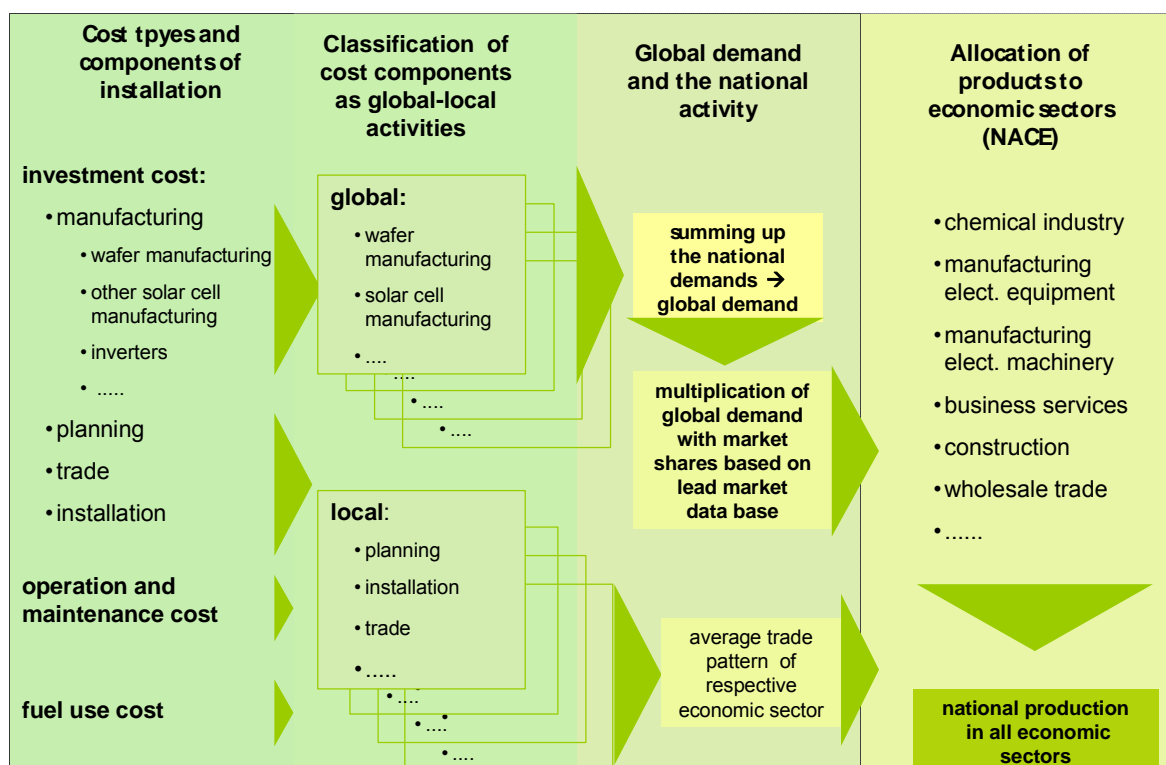 Cost tpyes and
components of
installation
investment cost:
• manufacturing
• wafer manufacturing
• other solar cell
manufacturing
• inverters
• .....
• planning
• trade
• installation
operation and
maintenance cost
fuel use cost
Classification of
cost components
as global-local
activities
global:
• wafer
manufacturing
• solar cell
manufacturing
• ....
....
• ....
• ....
local:
• planning
• installation
• trade
• .....
• ....
• ....
• ....
Global demand
and the national
activity
summing up
the national
demands →
global demand
multiplication of
global demand
with market
shares based on
lead market
data base
average trade
pattern of
respective
economic sector
Allocation of
products to
economic sectors
(NACE)
• chemical industry
• manufacturing
elect. equipment
• manufacturing
elect. machinery
• business services
• construction
• wholesale trade
• ......
national production
in all economic
sectors